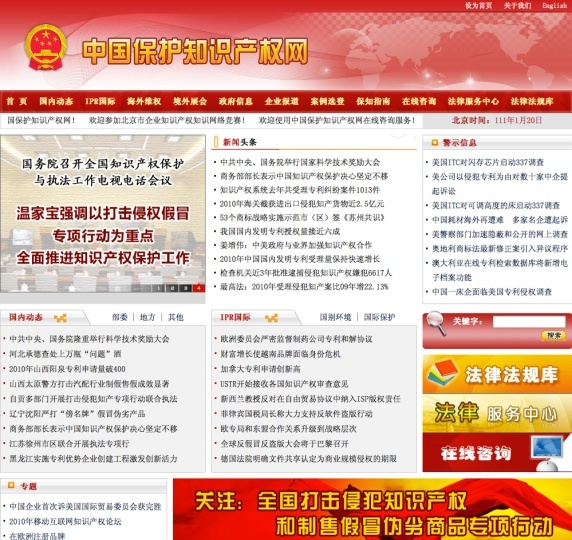 设为首页 关于我们 English
中国保护知识产权网
首 页 国内动态 IPR国际 海外维权 境外展会 政府信息 企业报道 案例选登 保知指南 在线咨询 法律服务中心 法律法规库
国保护知识产权网！ 欢迎参加北京市企业知识产权知识网络竞赛！ 欢迎使用中国保护知识产权网在线咨询服务！ 北京时间：111年1月20日
国务院召开全国知识产权保护
与执法工作电视电话会议
温家宝强调以打击侵权假冒
专项行动为重点
全面推进知识产权保护工作
1 2 3 4
新闻头条
中共中央、国务院举行国家科学技术奖励大会
商务部部长表示中国知识产权保护决心坚定不移
知识产权系统去年共受理专利纠纷案件1013件
2010年海关截获进出口侵犯知产货物近2.5亿元
53个商标战略实施示范市（区）签《苏州共识》
我国国内发明专利授权量接近六成
姜增伟：中美政府与业界加强知识产权合作
2010年中国国内发明专利受理量保持快速增长
检查机关近3年批准逮捕侵犯知识产权嫌犯6617人
最高法：2010年受理侵犯知产案比09年增22.13%
警示信息
美国ITC对闪存芯片启动337调查
美公司以侵犯专利为由对数十家中企提
起诉讼
美国ITC对可调高度的床启动337调查
中国耗材海外再遭难 多家名企遭起诉
美警察部门加速隐蔽和公开的网上调查
奥地利商标法最新修正案引入异议程序
澳大利亚在线专利检索数据库将新增电
子档案功能
中国一床企面临美国专利侵权调查
国内动态 部委 | 地方 | 其他
中共中央、国务院隆重举行科学技术奖励大会
河北承德查处上万瓶“问题”酒
2010年山西阳泉专利申请量破400
山西太原警方打击汽配行业制假售假成效显著
自贡多部门开展打击侵犯知产专项行动联合执法
辽宁沈阳严打“傍名牌”假冒伪劣产品
商务部部长表示中国知识产权保护决心坚定不移
江苏徐州市区联合开展执法专项行
黑龙江实施专利优势企业创建工程激发创新活力
IPR国际 国别环境 | 国际保护
欧洲委员会严密监督制药公司专利和解协议
财富增长使越南品牌面临身份危机
加拿大专利申请创新高
USTR开始接收各国知识产权审查意见
新西兰教授反对在自由贸易协议中纳入ISP版权责任
菲律宾国税局长称大力支持反软件盗版行动
欧专局和东盟合作关系升级到战略层次
全球反假冒反盗版大会将于巴黎召开
德国法院明确文件共享认定为商业规模侵权的期限
关键字：
搜索
法律法规库
法律 服务中心
在线咨询
专题
中国企业首次诉美国国际贸易委员会获完胜
2010年移动互联网知识产权论坛
在欧洲注册品牌
关注：全国打击侵犯知识产权
和制售假冒伪劣商品专项行动